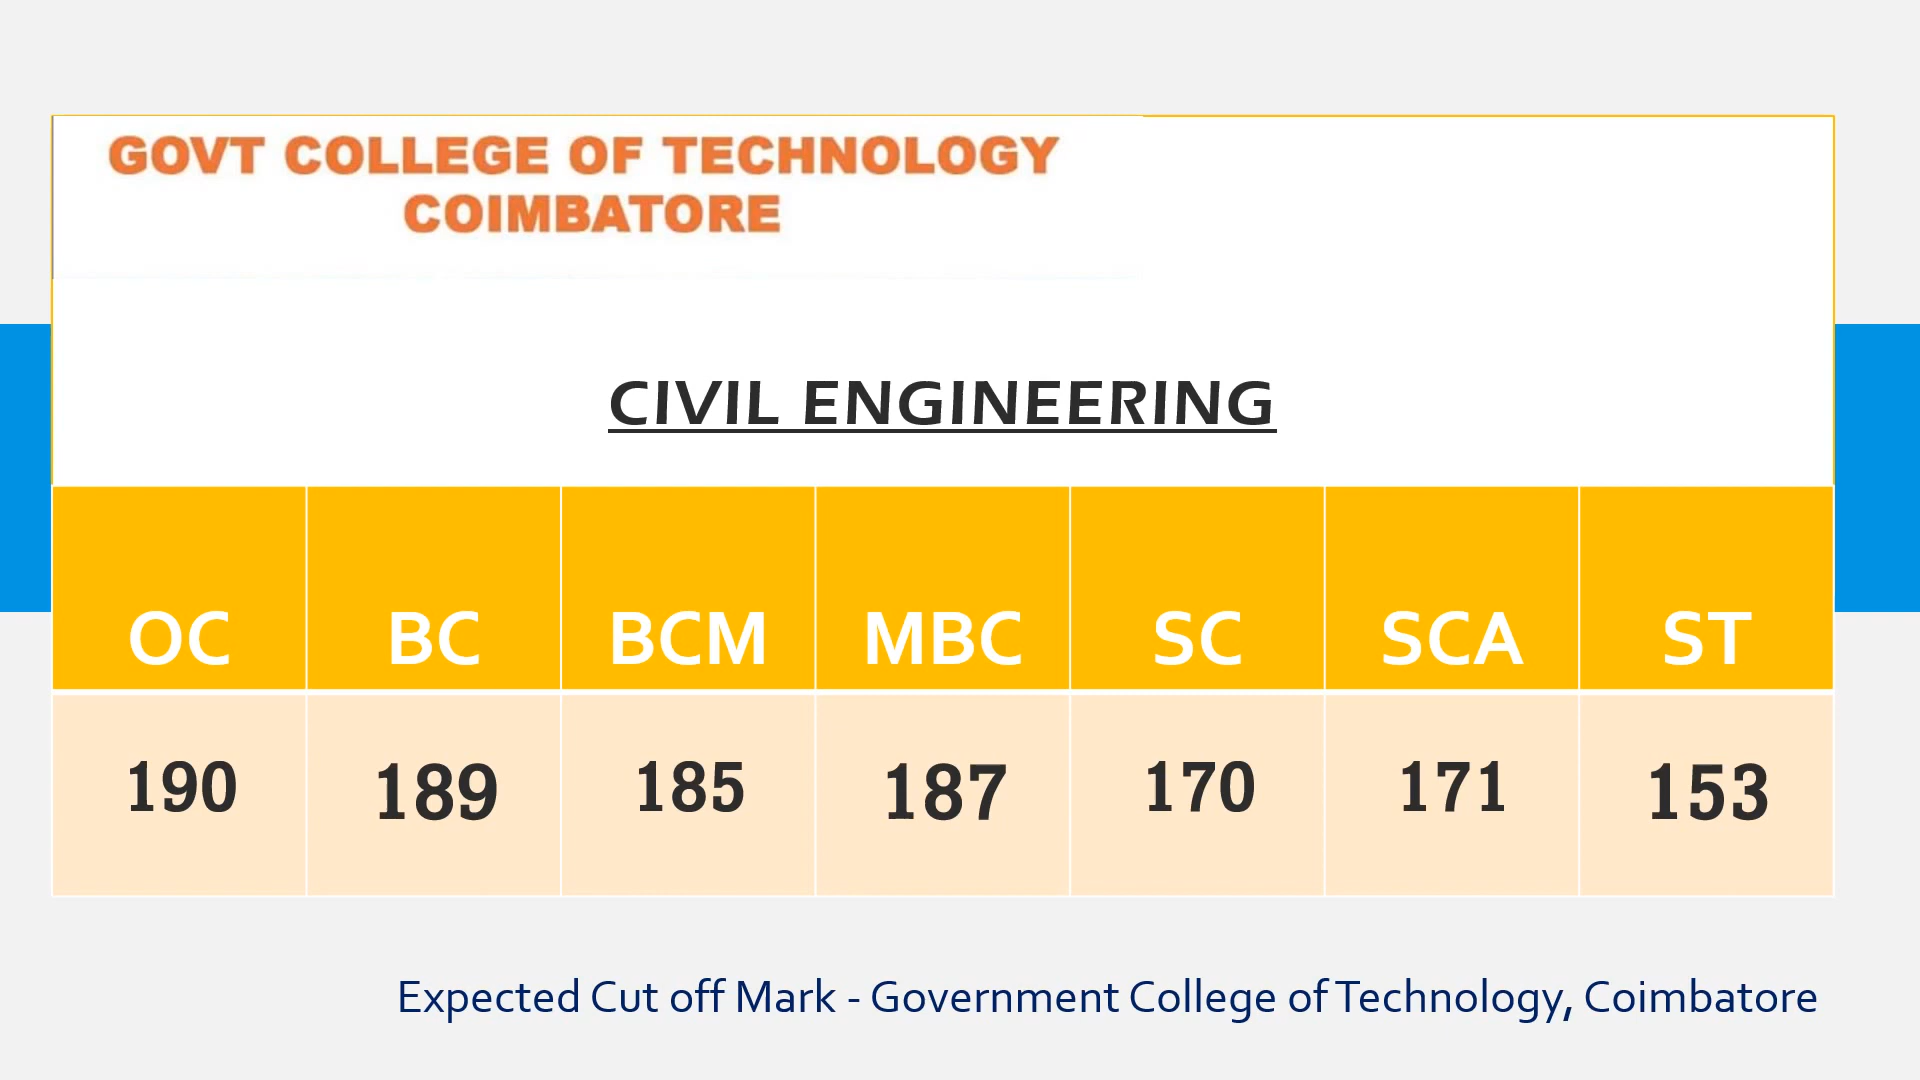 GOVT COLLEGE OF TECHNOLOGY
COIMBATORE
CIVIL ENGINEERING
OC BC BCM MBC SC SCA ST
190 189 185 187 170 171 153
Expected Cut off Mark - Government College of Technology, Coimbatore